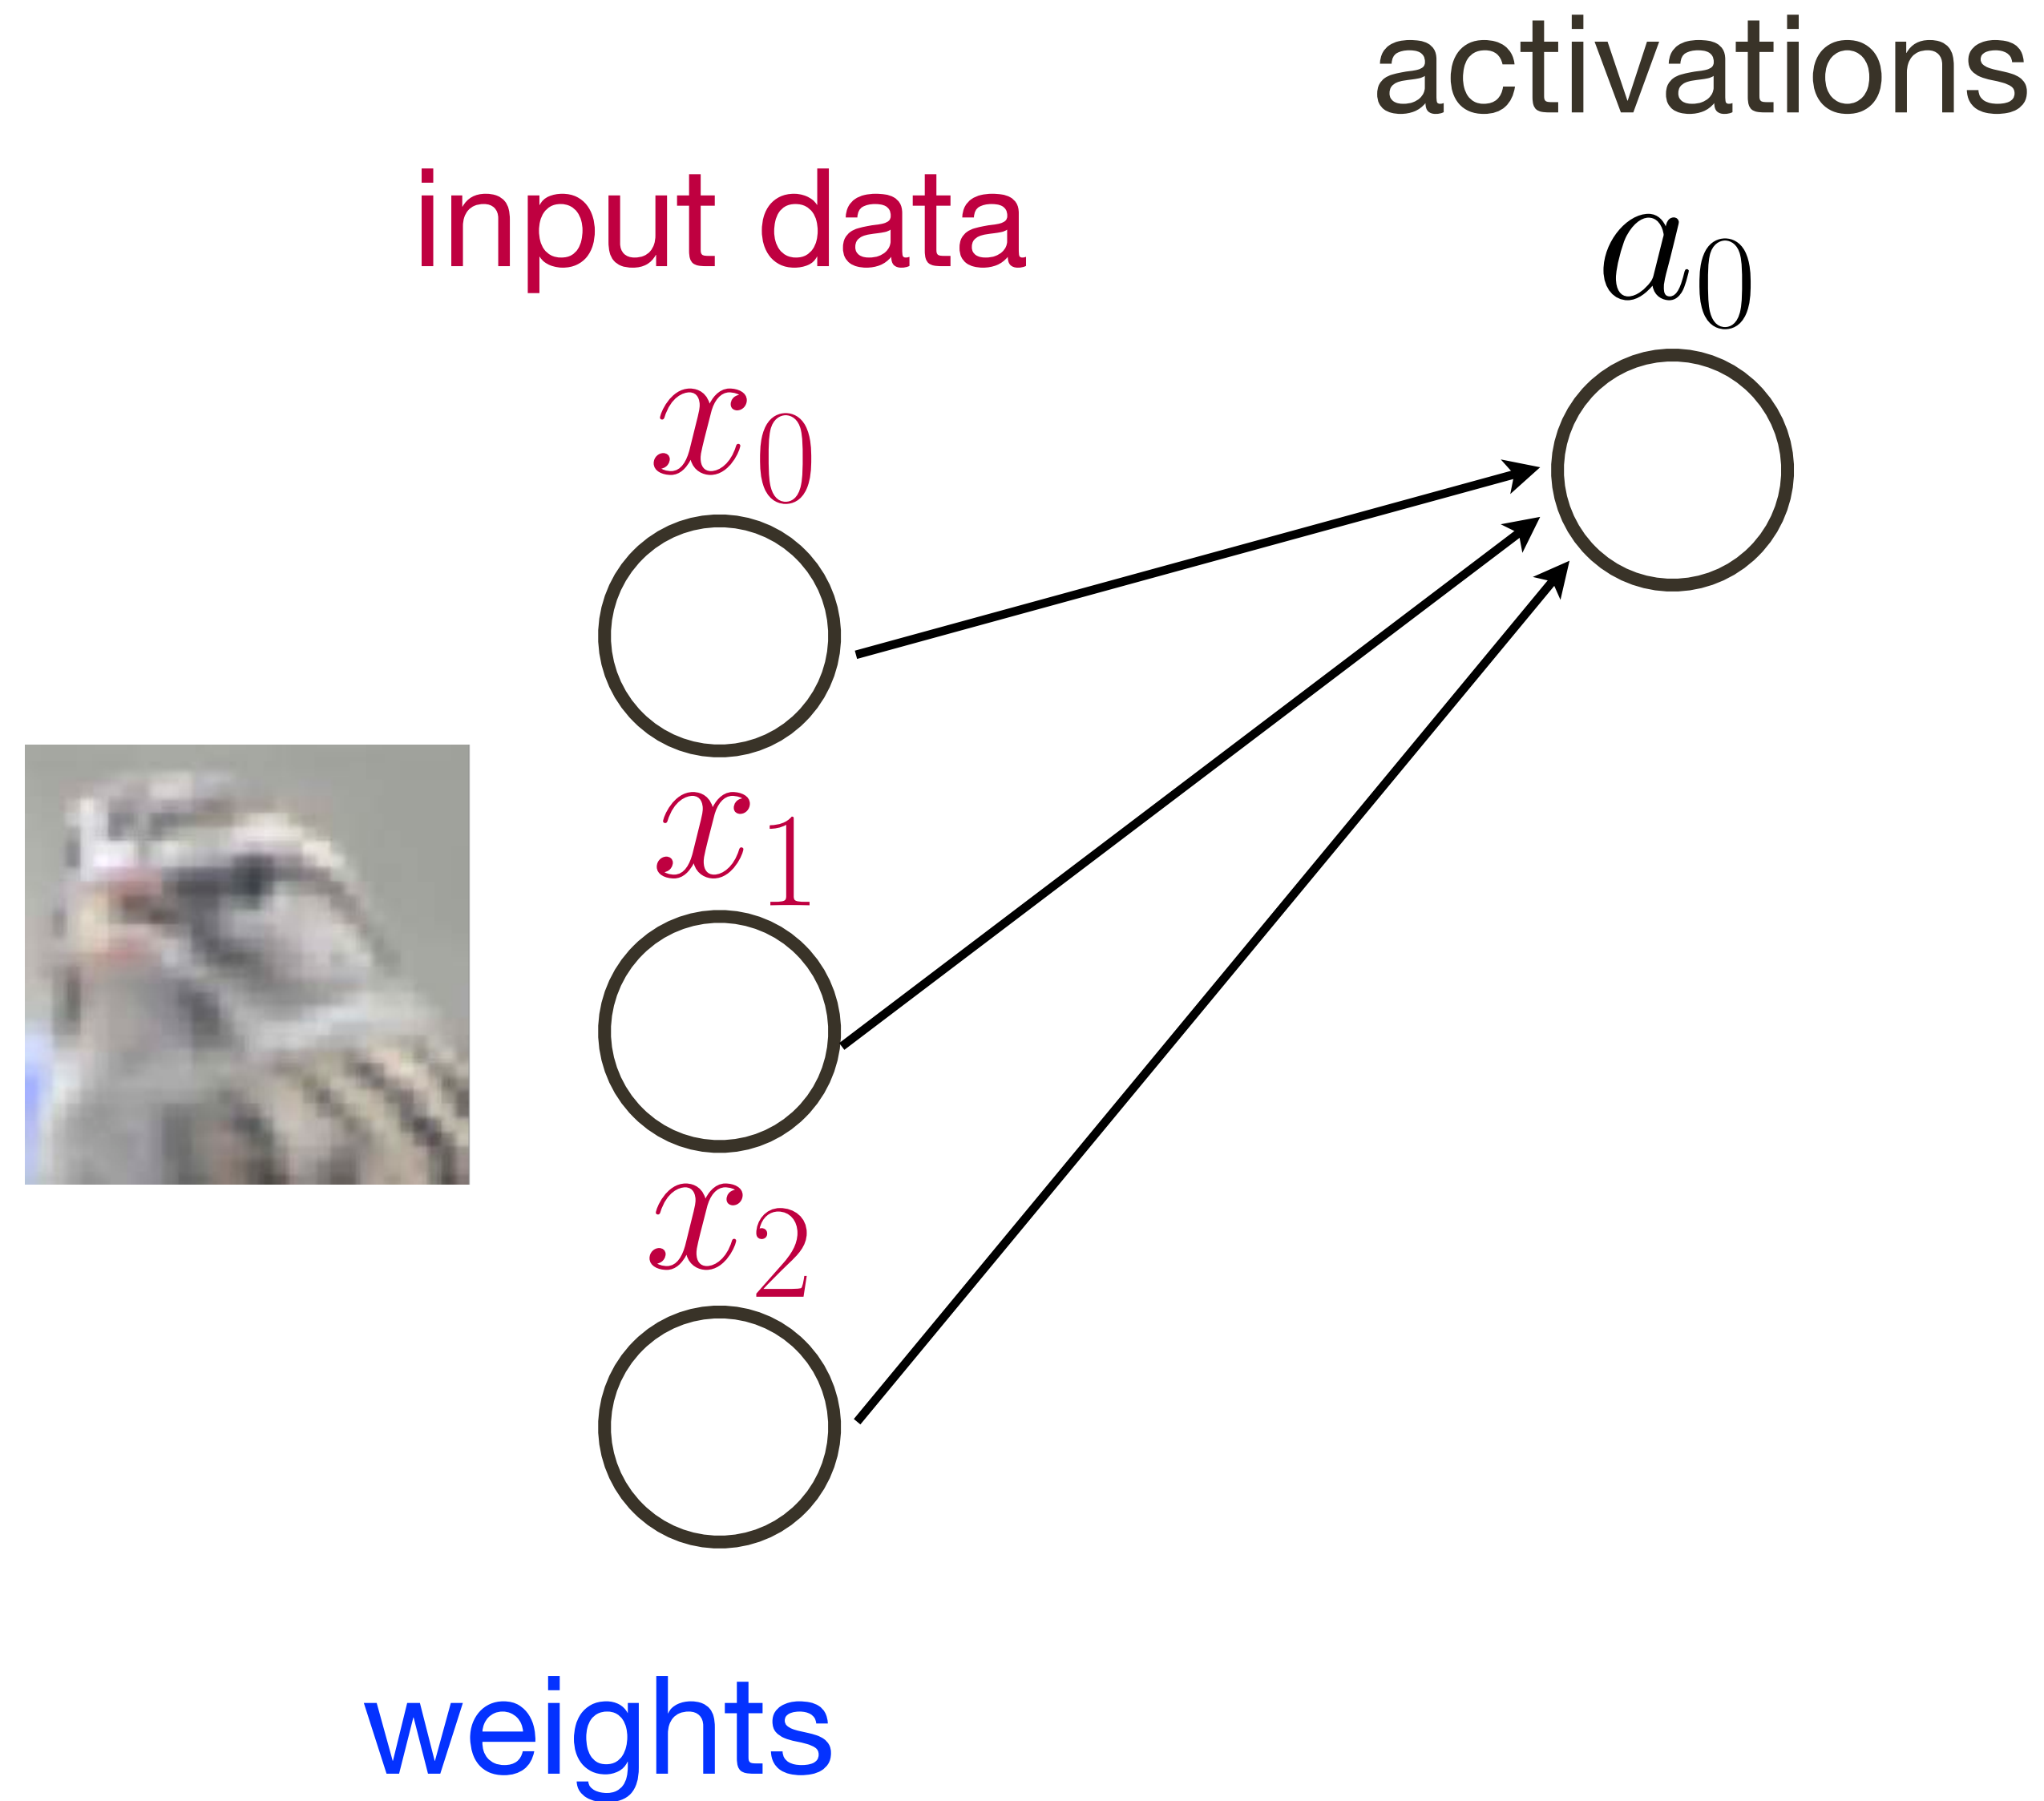 activations
input data
a₀
x₀
x₁
x₂
weights